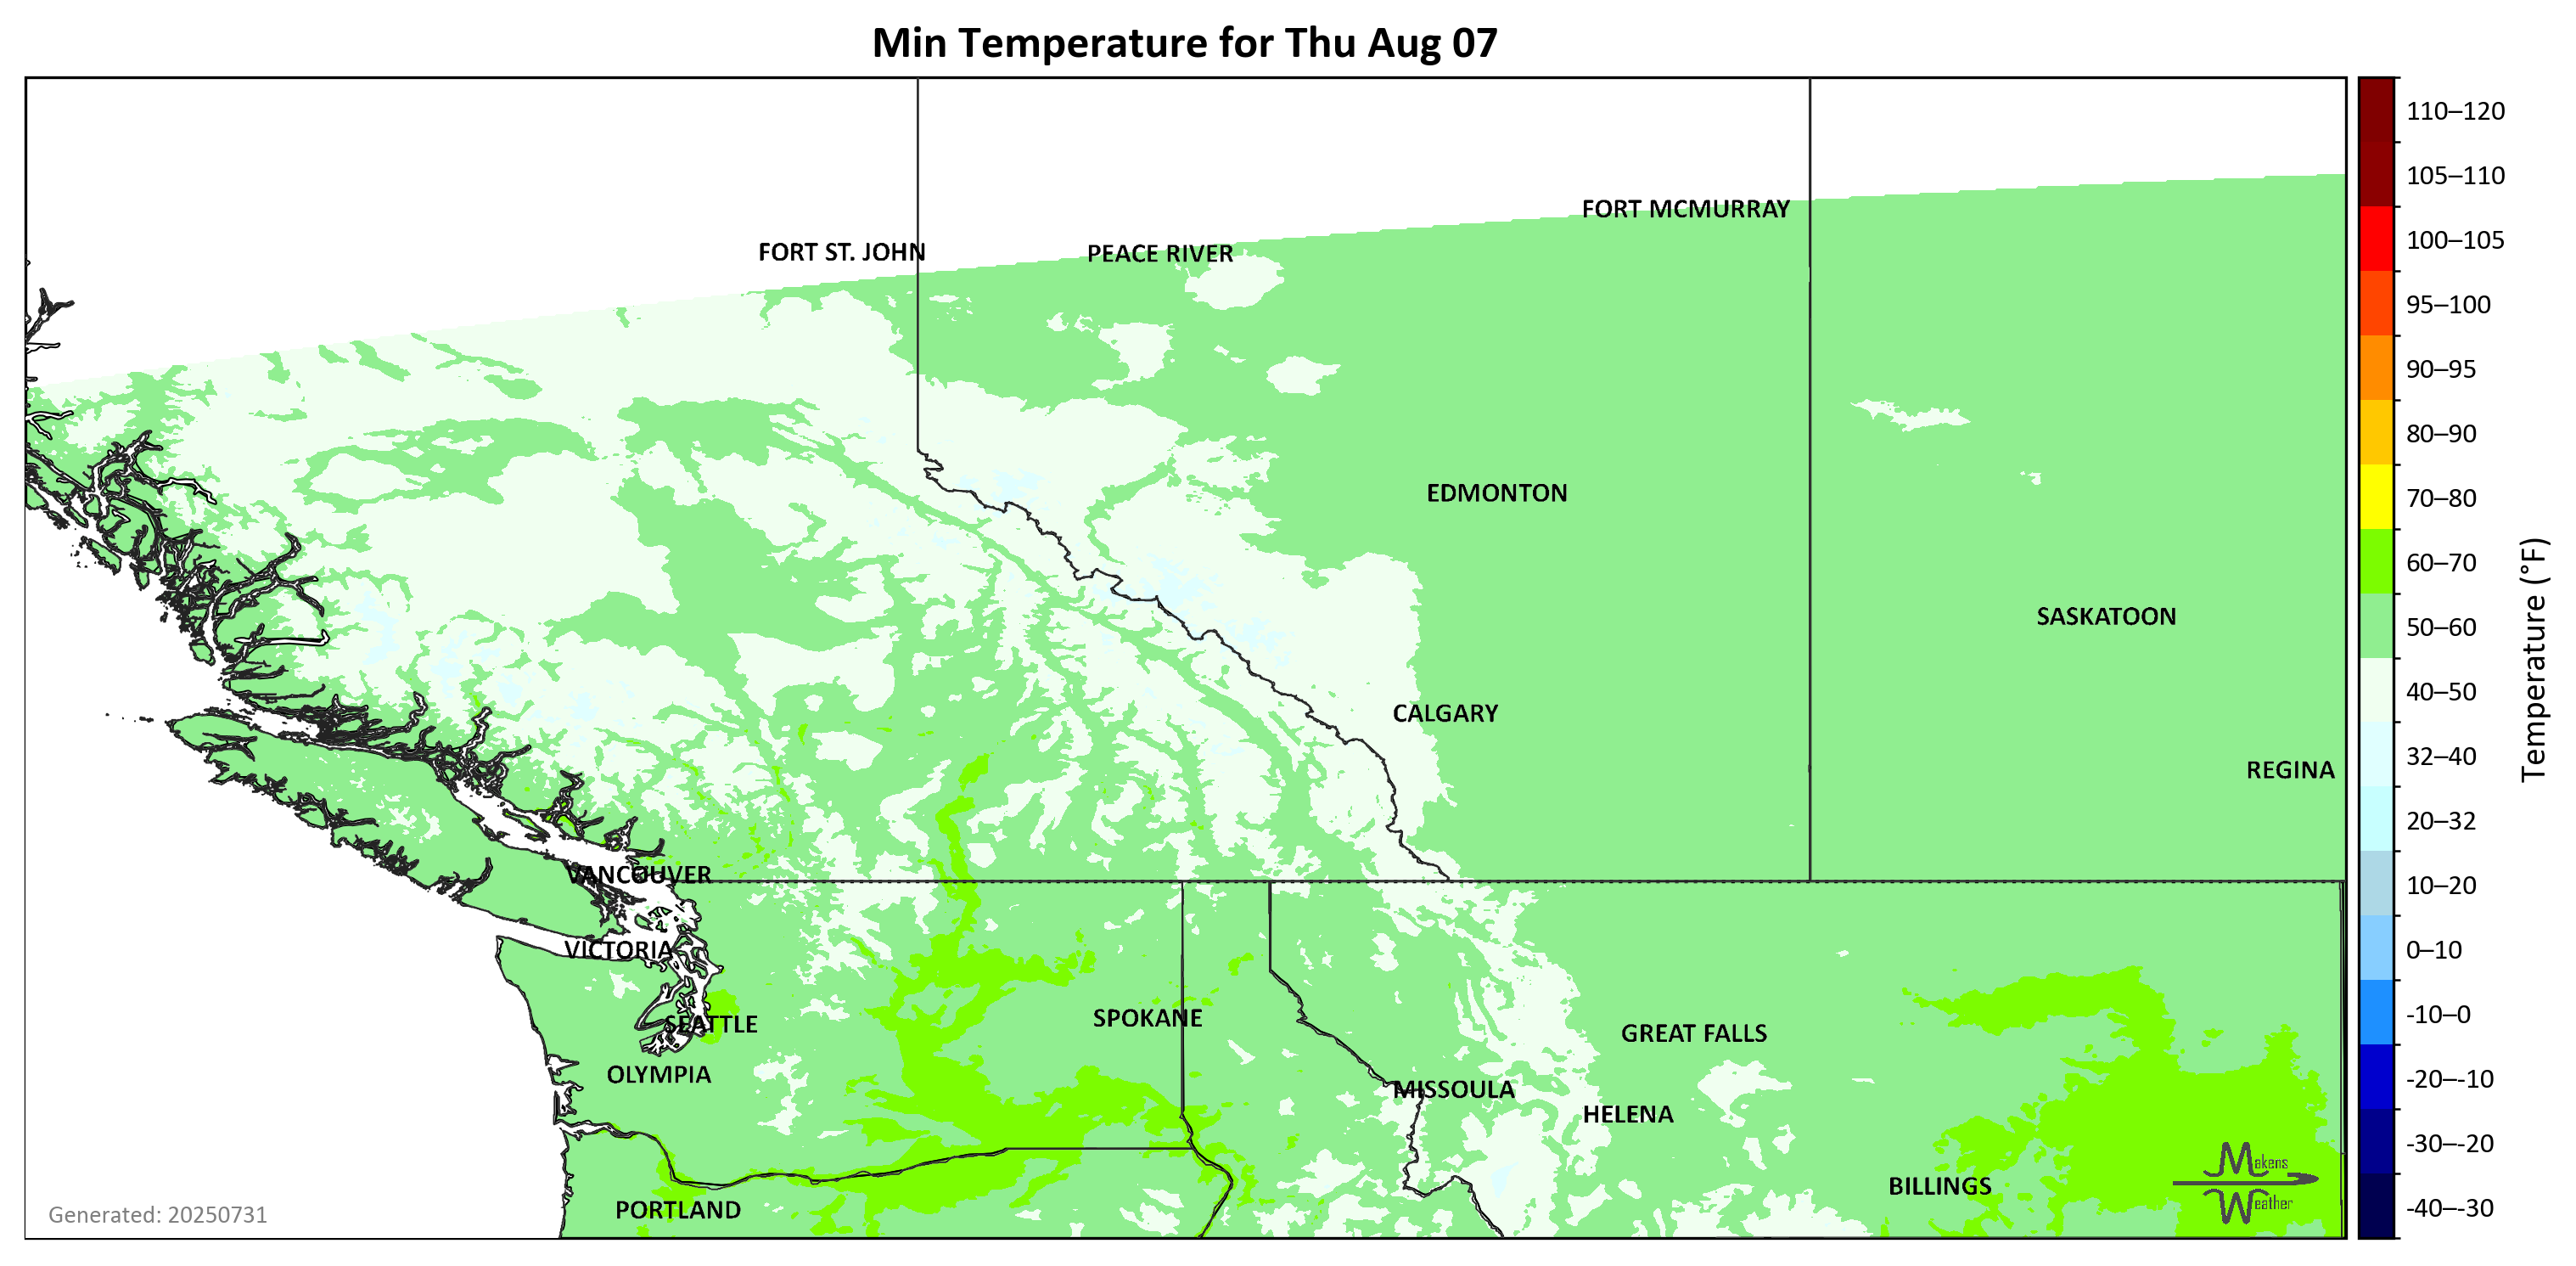 Min Temperature for Thu Aug 07
110–120
105–110
100–105
95–100
90–95
80–90
70–80
60–70
50–60
40–50
32–40
20–32
10–20
0–10
-10–0
-20–-10
-30–-20
-40–-30
Temperature (°F)
FORT MCMURRAY
FORT ST. JOHN
PEACE RIVER
EDMONTON
SASKATOON
CALGARY
REGINA
VANCOUVER
VICTORIA
SPOKANE
SEATTLE
GREAT FALLS
OLYMPIA
MISSOULA
HELENA
BILLINGS
PORTLAND
Makens
Weather
Generated: 20250731